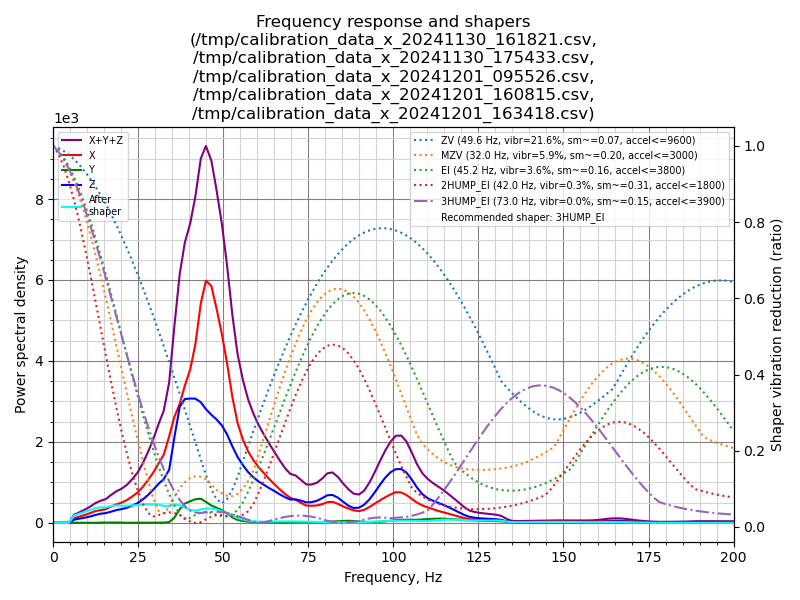 Frequency response and shapers
(/tmp/calibration_data_x_20241130_161821.csv,
/tmp/calibration_data_x_20241130_175433.csv,
/tmp/calibration_data_x_20241201_095526.csv,
/tmp/calibration_data_x_20241201_160815.csv,
/tmp/calibration_data_x_20241201_163418.csv)
1e3
X+Y+Z
X
Y
Z
After
shaper
ZV (49.6 Hz, vibr=21.6%, sm~=0.07, accel<=9600)
MZV (32.0 Hz, vibr=5.9%, sm~=0.20, accel<=3000)
EI (45.2 Hz, vibr=3.6%, sm~=0.16, accel<=3800)
2HUMP_EI (42.0 Hz, vibr=0.3%, sm~=0.31, accel<=1800)
3HUMP_EI (73.0 Hz, vibr=0.0%, sm~=0.15, accel<=3900)
Recommended shaper: 3HUMP_EI
Power spectral density
8
6
4
2
0
1.0
0.8
0.6
0.4
0.2
0.0
Shaper vibration reduction (ratio)
0 25 50 75 100 125 150 175 200
Frequency, Hz